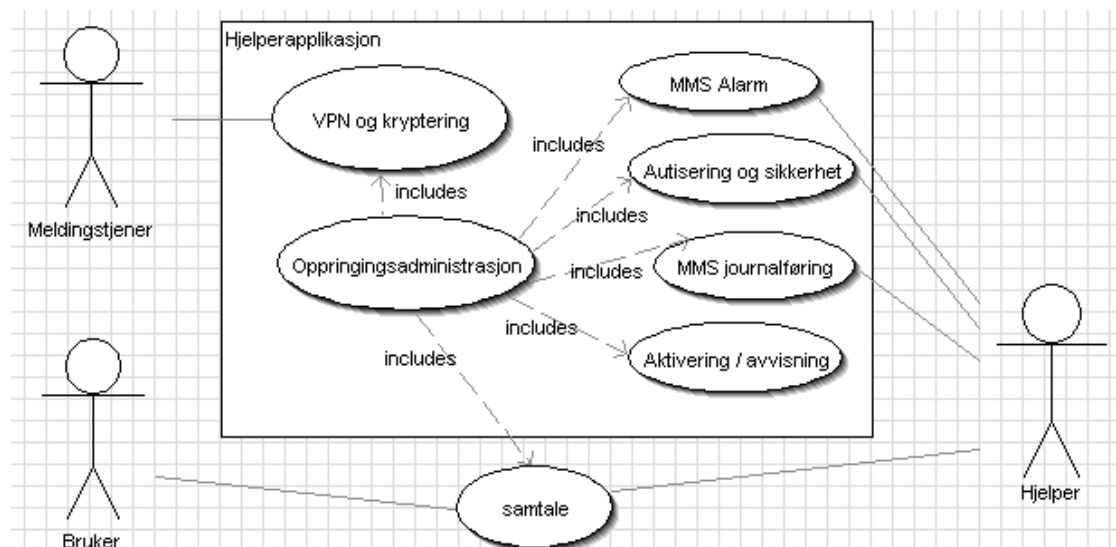 Hjelperapplikasjon
MMS Alarm
VPN og kryptering
includes
Autisering og sikkerhet
includes
includes
Meldingstjener
Oppringingsadministrasjon
includes
MMS journalføring
includes
Aktivering / avvisning
includes
samtale
Hjelper
Bruker